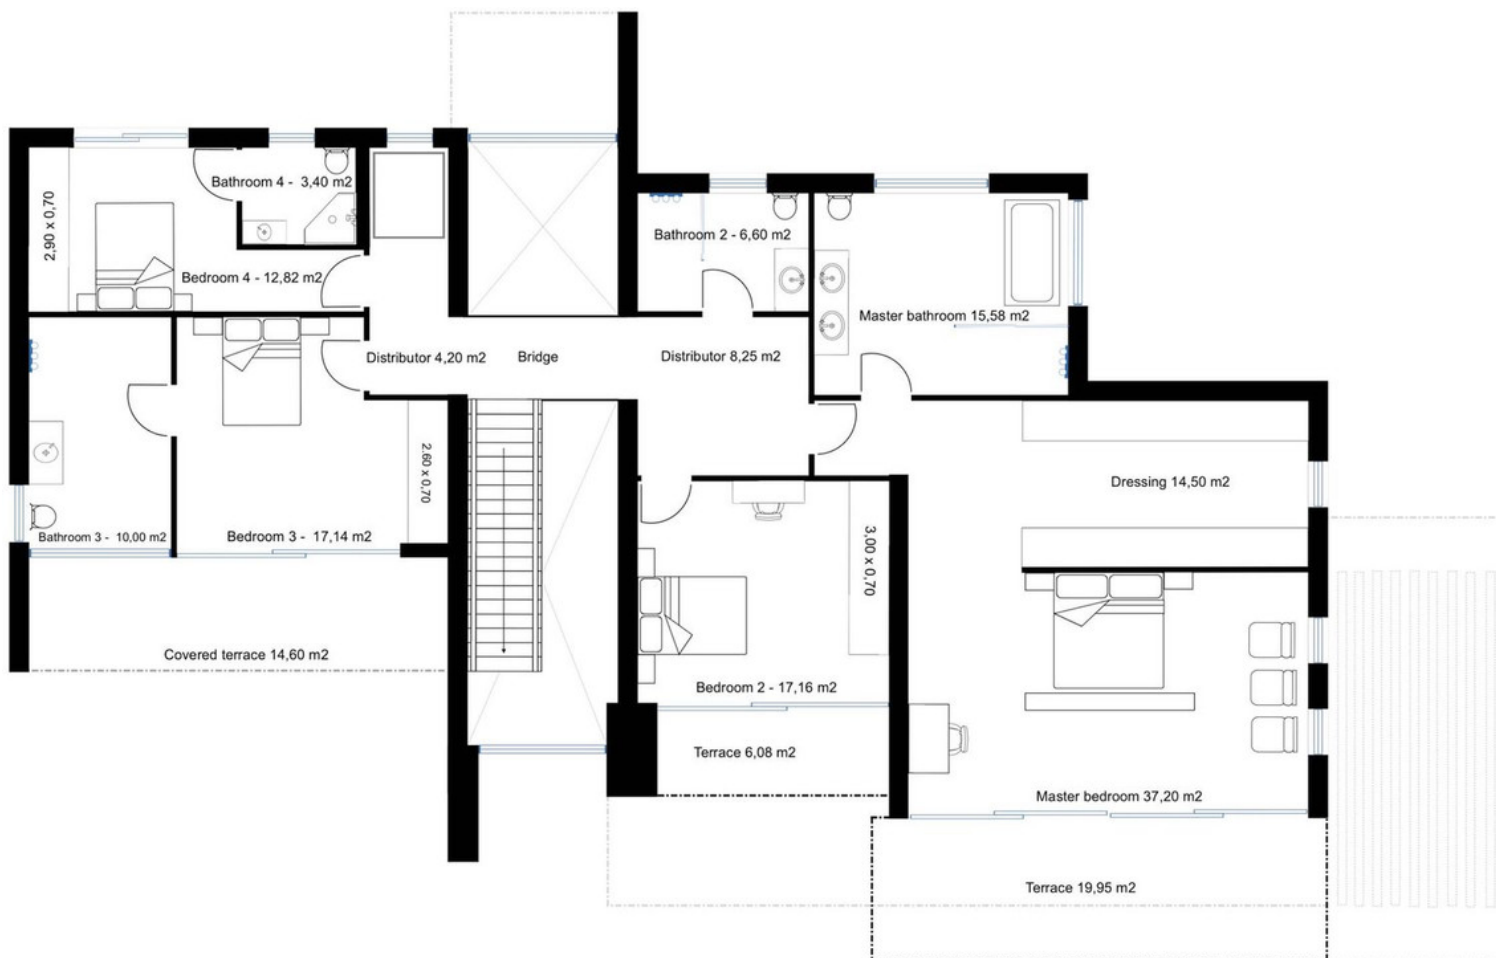 Bathroom 4 - 3,40 m2
2,90 x 0,70
Bedroom 4 - 12,82 m2
Bathroom 2 - 6,60 m2
Master bathroom 15,58 m2
Distributor 4,20 m2
Bridge
Distributor 8,25 m2
2.60 x 0,70
Dressing 14,50 m2
Bathroom 3 - 10,00 m2
Bedroom 3 - 17,14 m2
3,00 x 0,70
Covered terrace 14,60 m2
Bedroom 2 - 17,16 m2
Terrace 6,08 m2
Master bedroom 37,20 m2
Terrace 19,95 m2